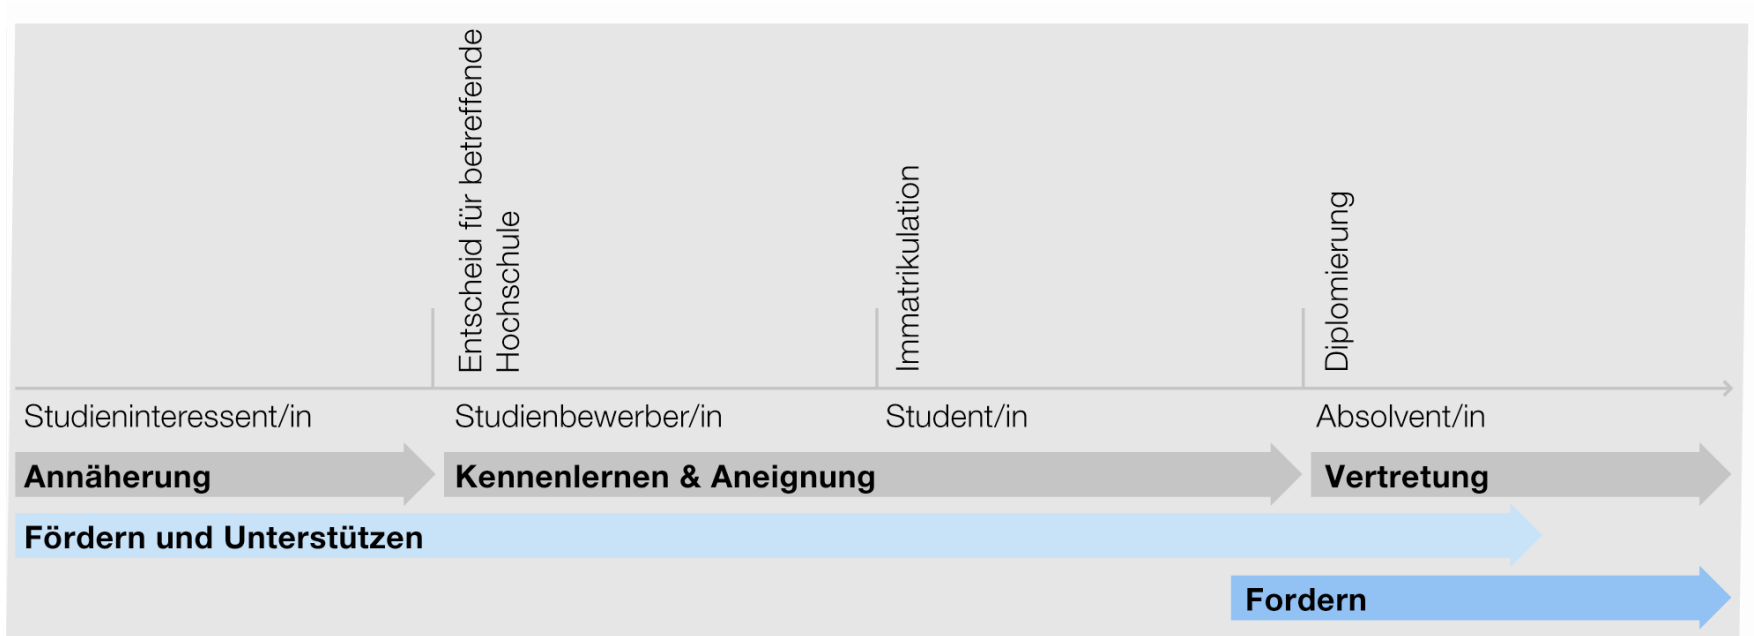 Entscheid für betreffende
Hochschule
Immatrikulation
Diplomierung
Studieninteressent/in
Studienbewerber/in
Student/in
Absolvent/in
Annäherung
Kennenlernen & Aneignung
Vertretung
Fördern und Unterstützen
Fordern